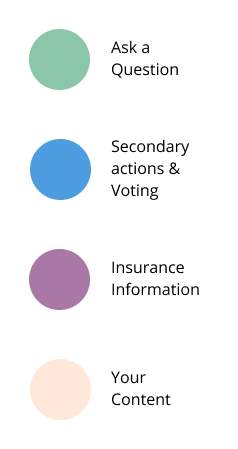 Ask a
Question
Secondary
actions &
Voting
Insurance
Information
Your
Content